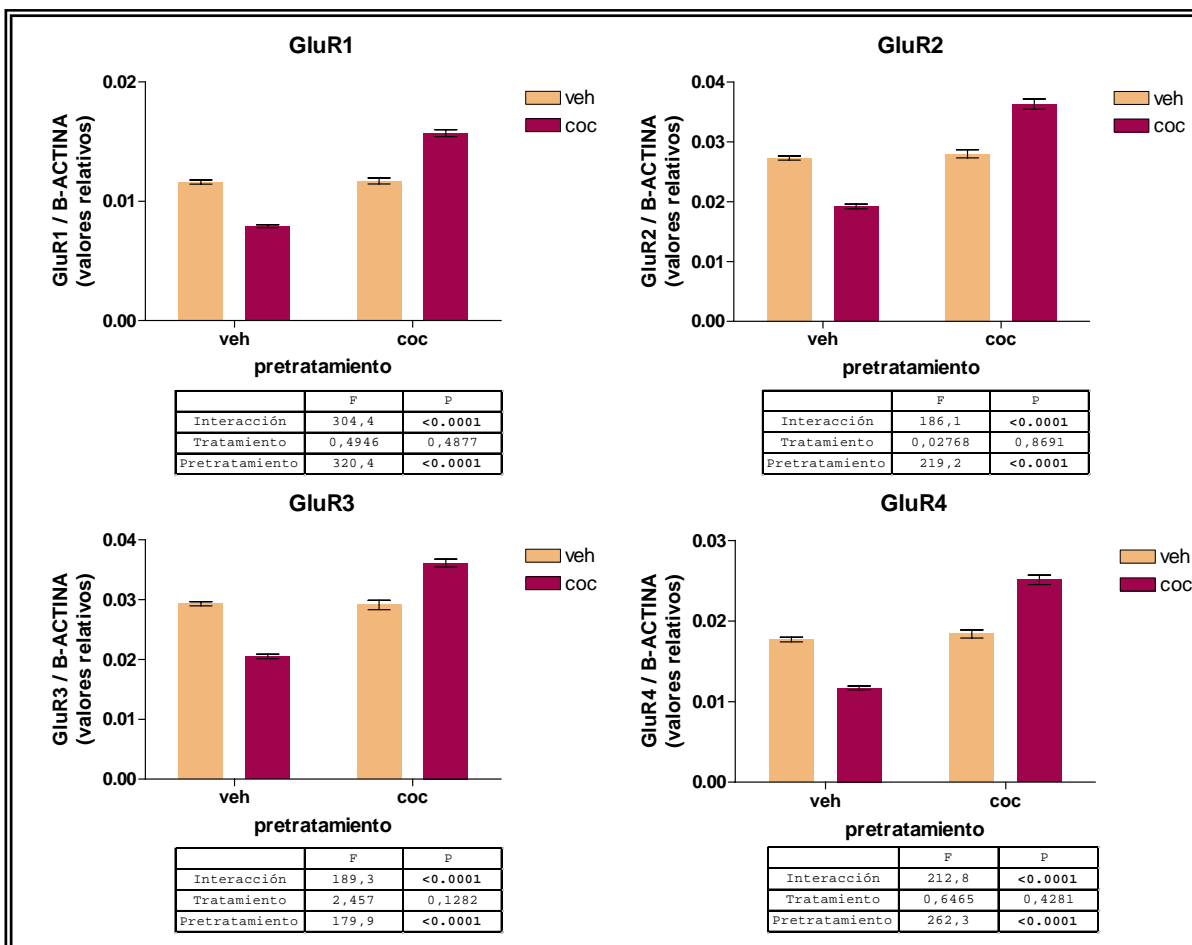 GluR1
GluR1 / B-ACTINA
(valores relativos)
0.02
0.01
0.00
veh
coc
veh coc
pretratamiento
F P
Interacción 304,4 <0.0001
Tratamiento 0,4946 0,4877
Pretratamiento 320,4 <0.0001
GluR2
GluR2 / B-ACTINA
(valores relativos)
0.04
0.03
0.02
0.01
0.00
veh
coc
veh coc
pretratamiento
F P
Interacción 186,1 <0.0001
Tratamiento 0,02768 0,8691
Pretratamiento 219,2 <0.0001
GluR3
GluR3 / B-ACTINA
(valores relativos)
0.04
0.03
0.02
0.01
0.00
veh
coc
veh coc
pretratamiento
F P
Interacción 189,3 <0.0001
Tratamiento 2,457 0,1282
Pretratamiento 179,9 <0.0001
GluR4
GluR4 / B-ACTINA
(valores relativos)
0.03
0.02
0.01
0.00
veh
coc
veh coc
pretratamiento
F P
Interacción 212,8 <0.0001
Tratamiento 0,6465 0,4281
Pretratamiento 262,3 <0.0001